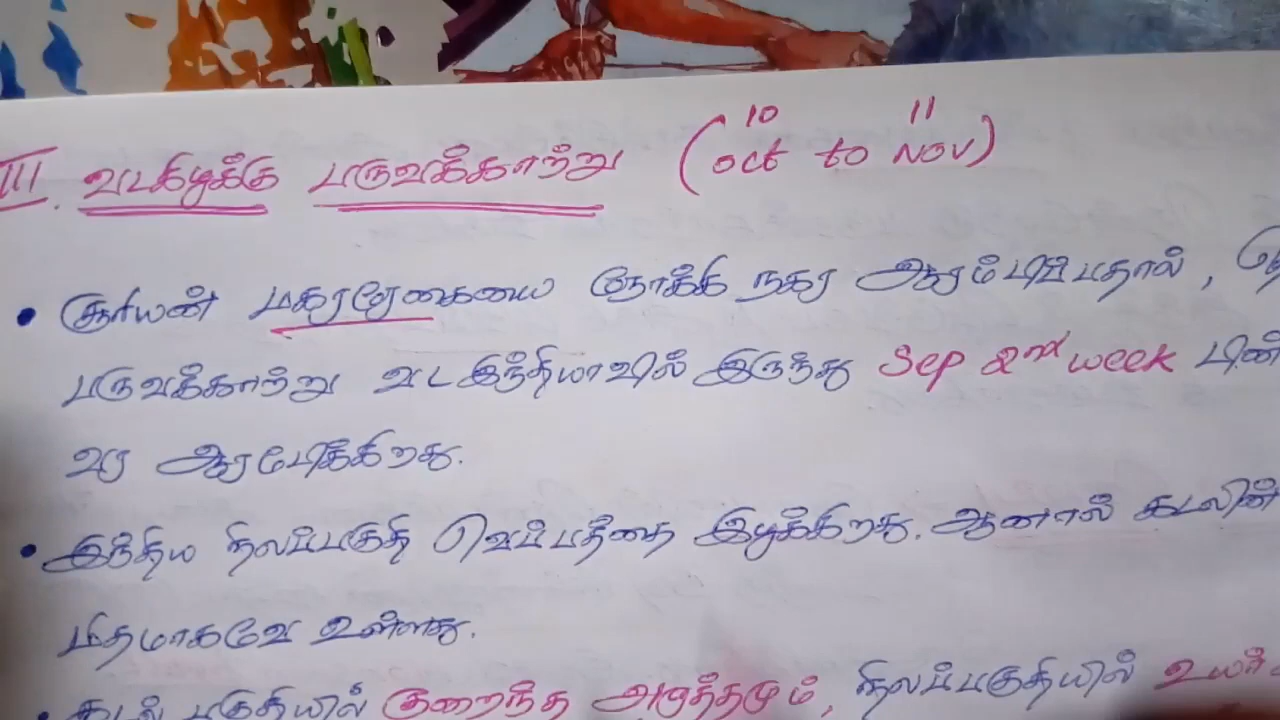 III. வடகிழக்கு பருவக்காற்று (oct to Nov)
10 11
• சூரியன் மகரரேகையை நோக்கி நகர ஆரம்பிப்பதால்,
பருவக்காற்று வட இந்தியாவில் இருந்து Sep 2nd week பின்
வர ஆரம்பிக்கிறது.
• இந்திய நிலப்பகுதி வெப்பத்தை இழக்கிறது. ஆனால் கடலின்
மிதமாகவே உள்ளது.
• கடல் பகுதியில் குறைந்த அழுத்தமும், நிலப்பகுதியில்